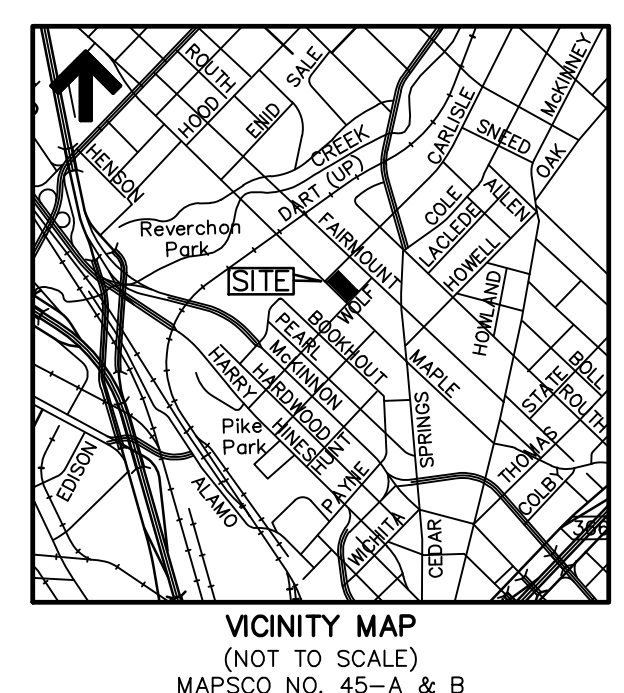 McKINNEY
ROUTH
SALE
HOOD
ENID
CARLISLE
SNEED
OAK
CREEK
HENSON
DART (UP)
ALLEN
COLE
LACLEDE
HOWELL
Reverchon
Park
FAIRMOUNT
SITE
WOLF
HOWLAND
PEARL
BOOKHOUT
McKINNON
HARRY
HARDWOOD
MAPLE
BOLL
STATE
ROUTH
Pike
Park
HINES
HUNT
SPRINGS
THOMAS
EDISON
ALAMO
PAYNE
COLBY
WICHITA
CEDAR
366
VICINITY MAP
(NOT TO SCALE)
MAPSCO NO. 45-A & B